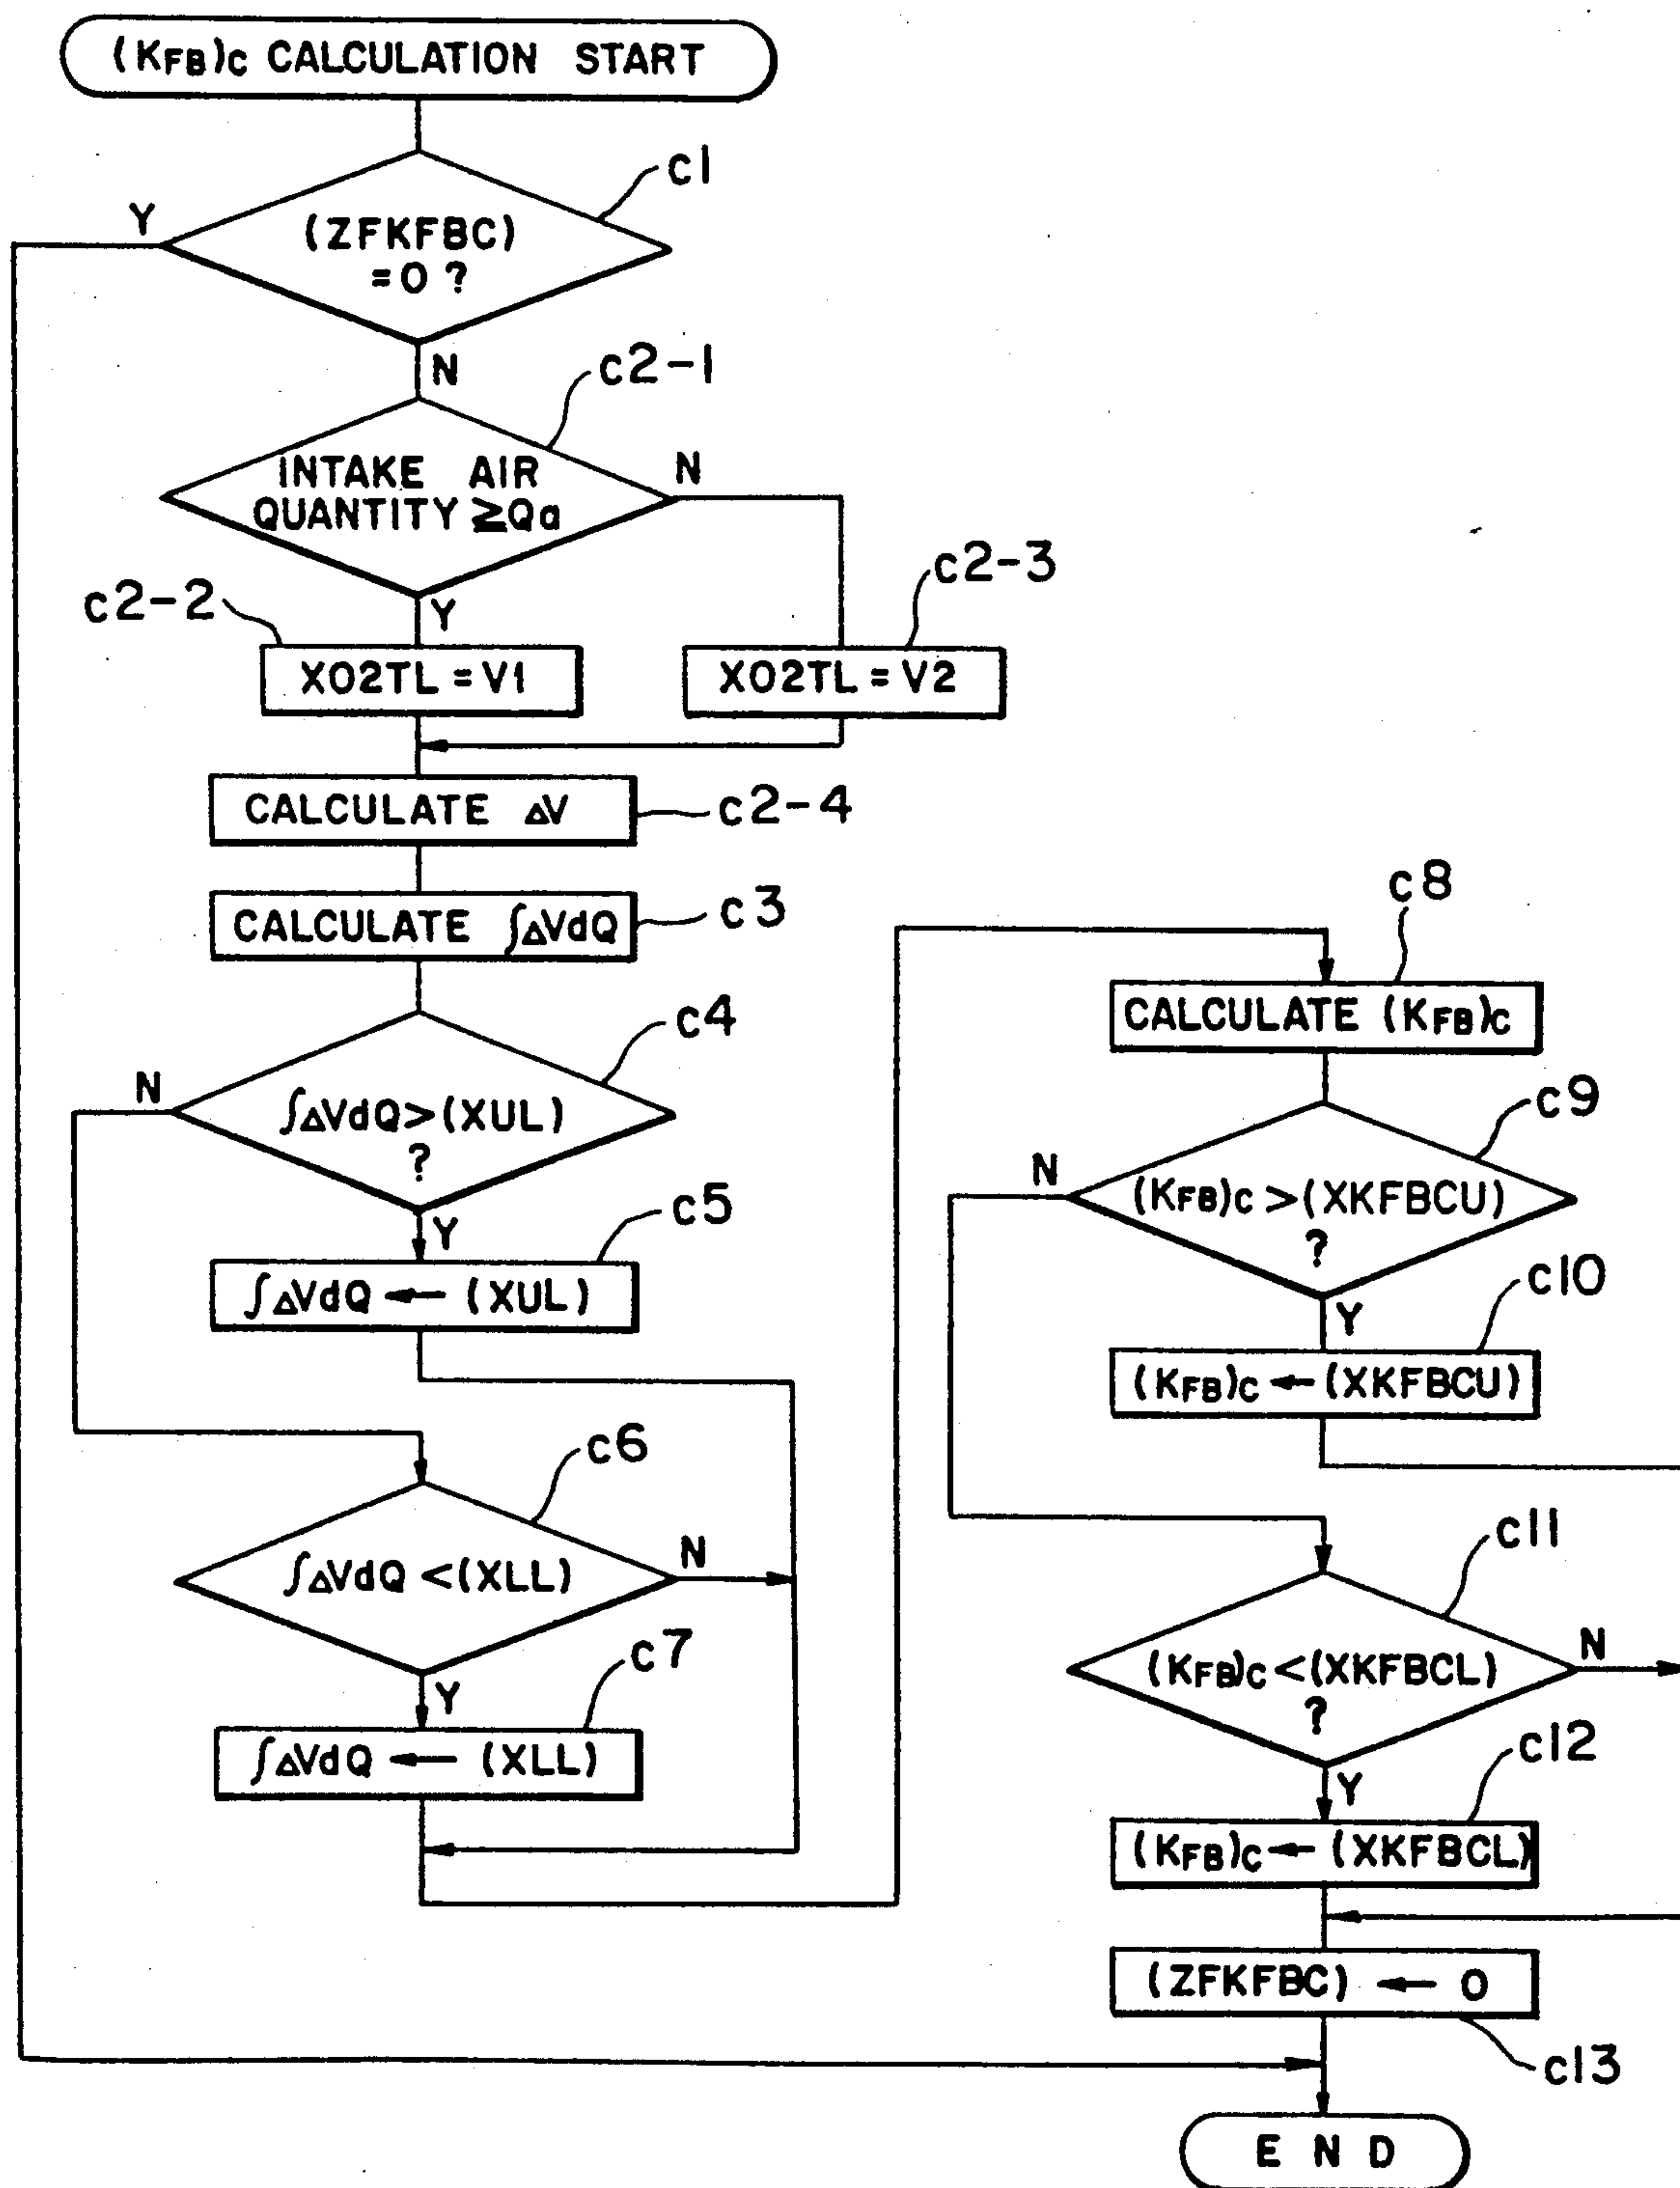 (KFB)C CALCULATION START
c1
Y
(ZFKFBC)
=0 ?
N
c2-1
INTAKE AIR
QUANTITY ≧Qa
N
c2-2
Y
c2-3
XO2TL = V1
XO2TL = V2
CALCULATE ΔV
c2-4
CALCULATE ∫ΔVdQ
c3
c4
N
∫ΔVdQ>(XUL)
?
Y
c5
∫ΔVdQ ← (XUL)
c6
∫ΔVdQ <(XLL)
N
c7
Y
∫ΔVdQ ← (XLL)
c8
CALCULATE (KFB)C
c9
N
(KFB)C >(XKFBCU)
?
c10
Y
(KFB)C ← (XKFBCU)
c11
N
(KFB)C <(XKFBCL)
?
c12
Y
(KFB)C ← (XKFBCL)
(ZFKFBC) ← 0
c13
END